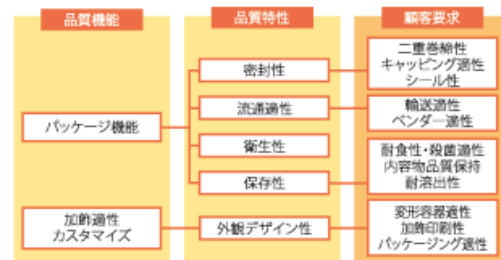 品質機能
品質特性
顧客要求
パッケージ機能
加飾適性
カスタマイズ
密封性
流通適性
衛生性
保存性
外観デザイン性
二重巻締性
キャッピング適性
シール性
輸送適性
ベンダー適性
耐食性・殺菌適性
内容物品質保持
耐溶出性
変形容器適性
加飾印刷性
パッケージング適性